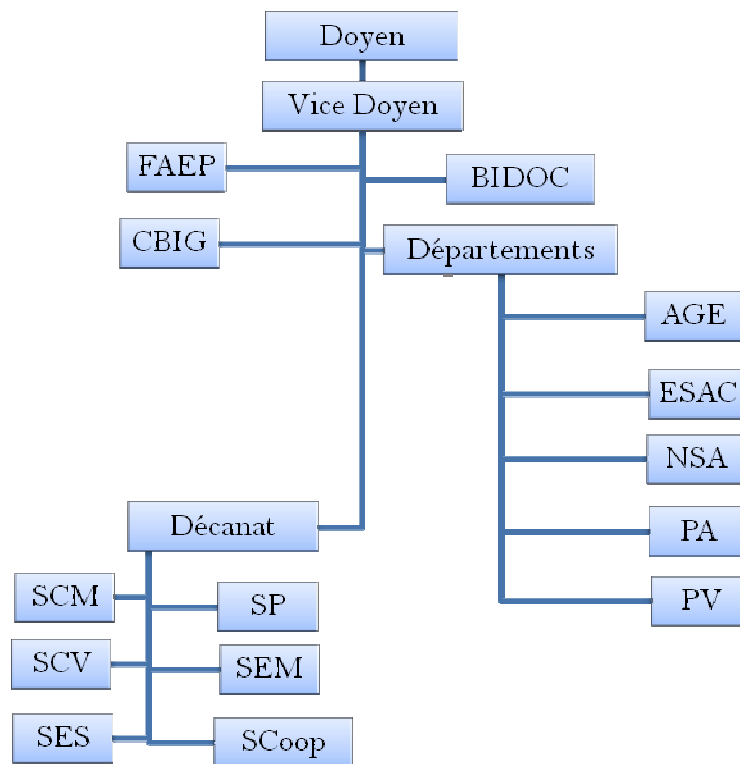 Doyen
Vice Doyen
FAEP
BIDOC
CBIG
Départements
AGE
ESAC
NSA
PA
PV
Décanat
SCM
SP
SCV
SEM
SES
SCoop